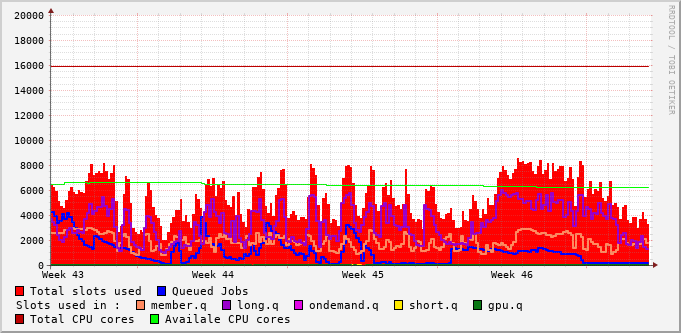 20000
18000
16000
14000
12000
10000
8000
6000
4000
2000
0
Week 43 Week 44 Week 45 Week 46
Total slots used Queued Jobs
Slots used in : member.q long.q ondemand.q short.q gpu.q
Total CPU cores Availale CPU cores
RRDTOOL / TOBI OETIKER